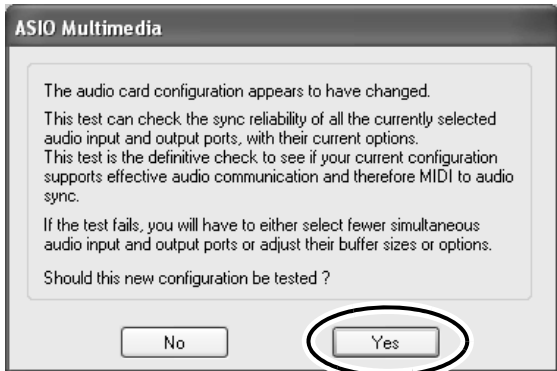 ASIO Multimedia
The audio card configuration appears to have changed.
This test can check the sync reliability of all the currently selected
audio input and output ports, with their current options.
This test is the definitive check to see if your current configuration
supports effective audio communication and therefore MIDI to audio
sync.
If the test fails, you will have to either select fewer simultaneous
audio input and output ports or adjust their buffer sizes or options.
Should this new configuration be tested ?
No
Yes